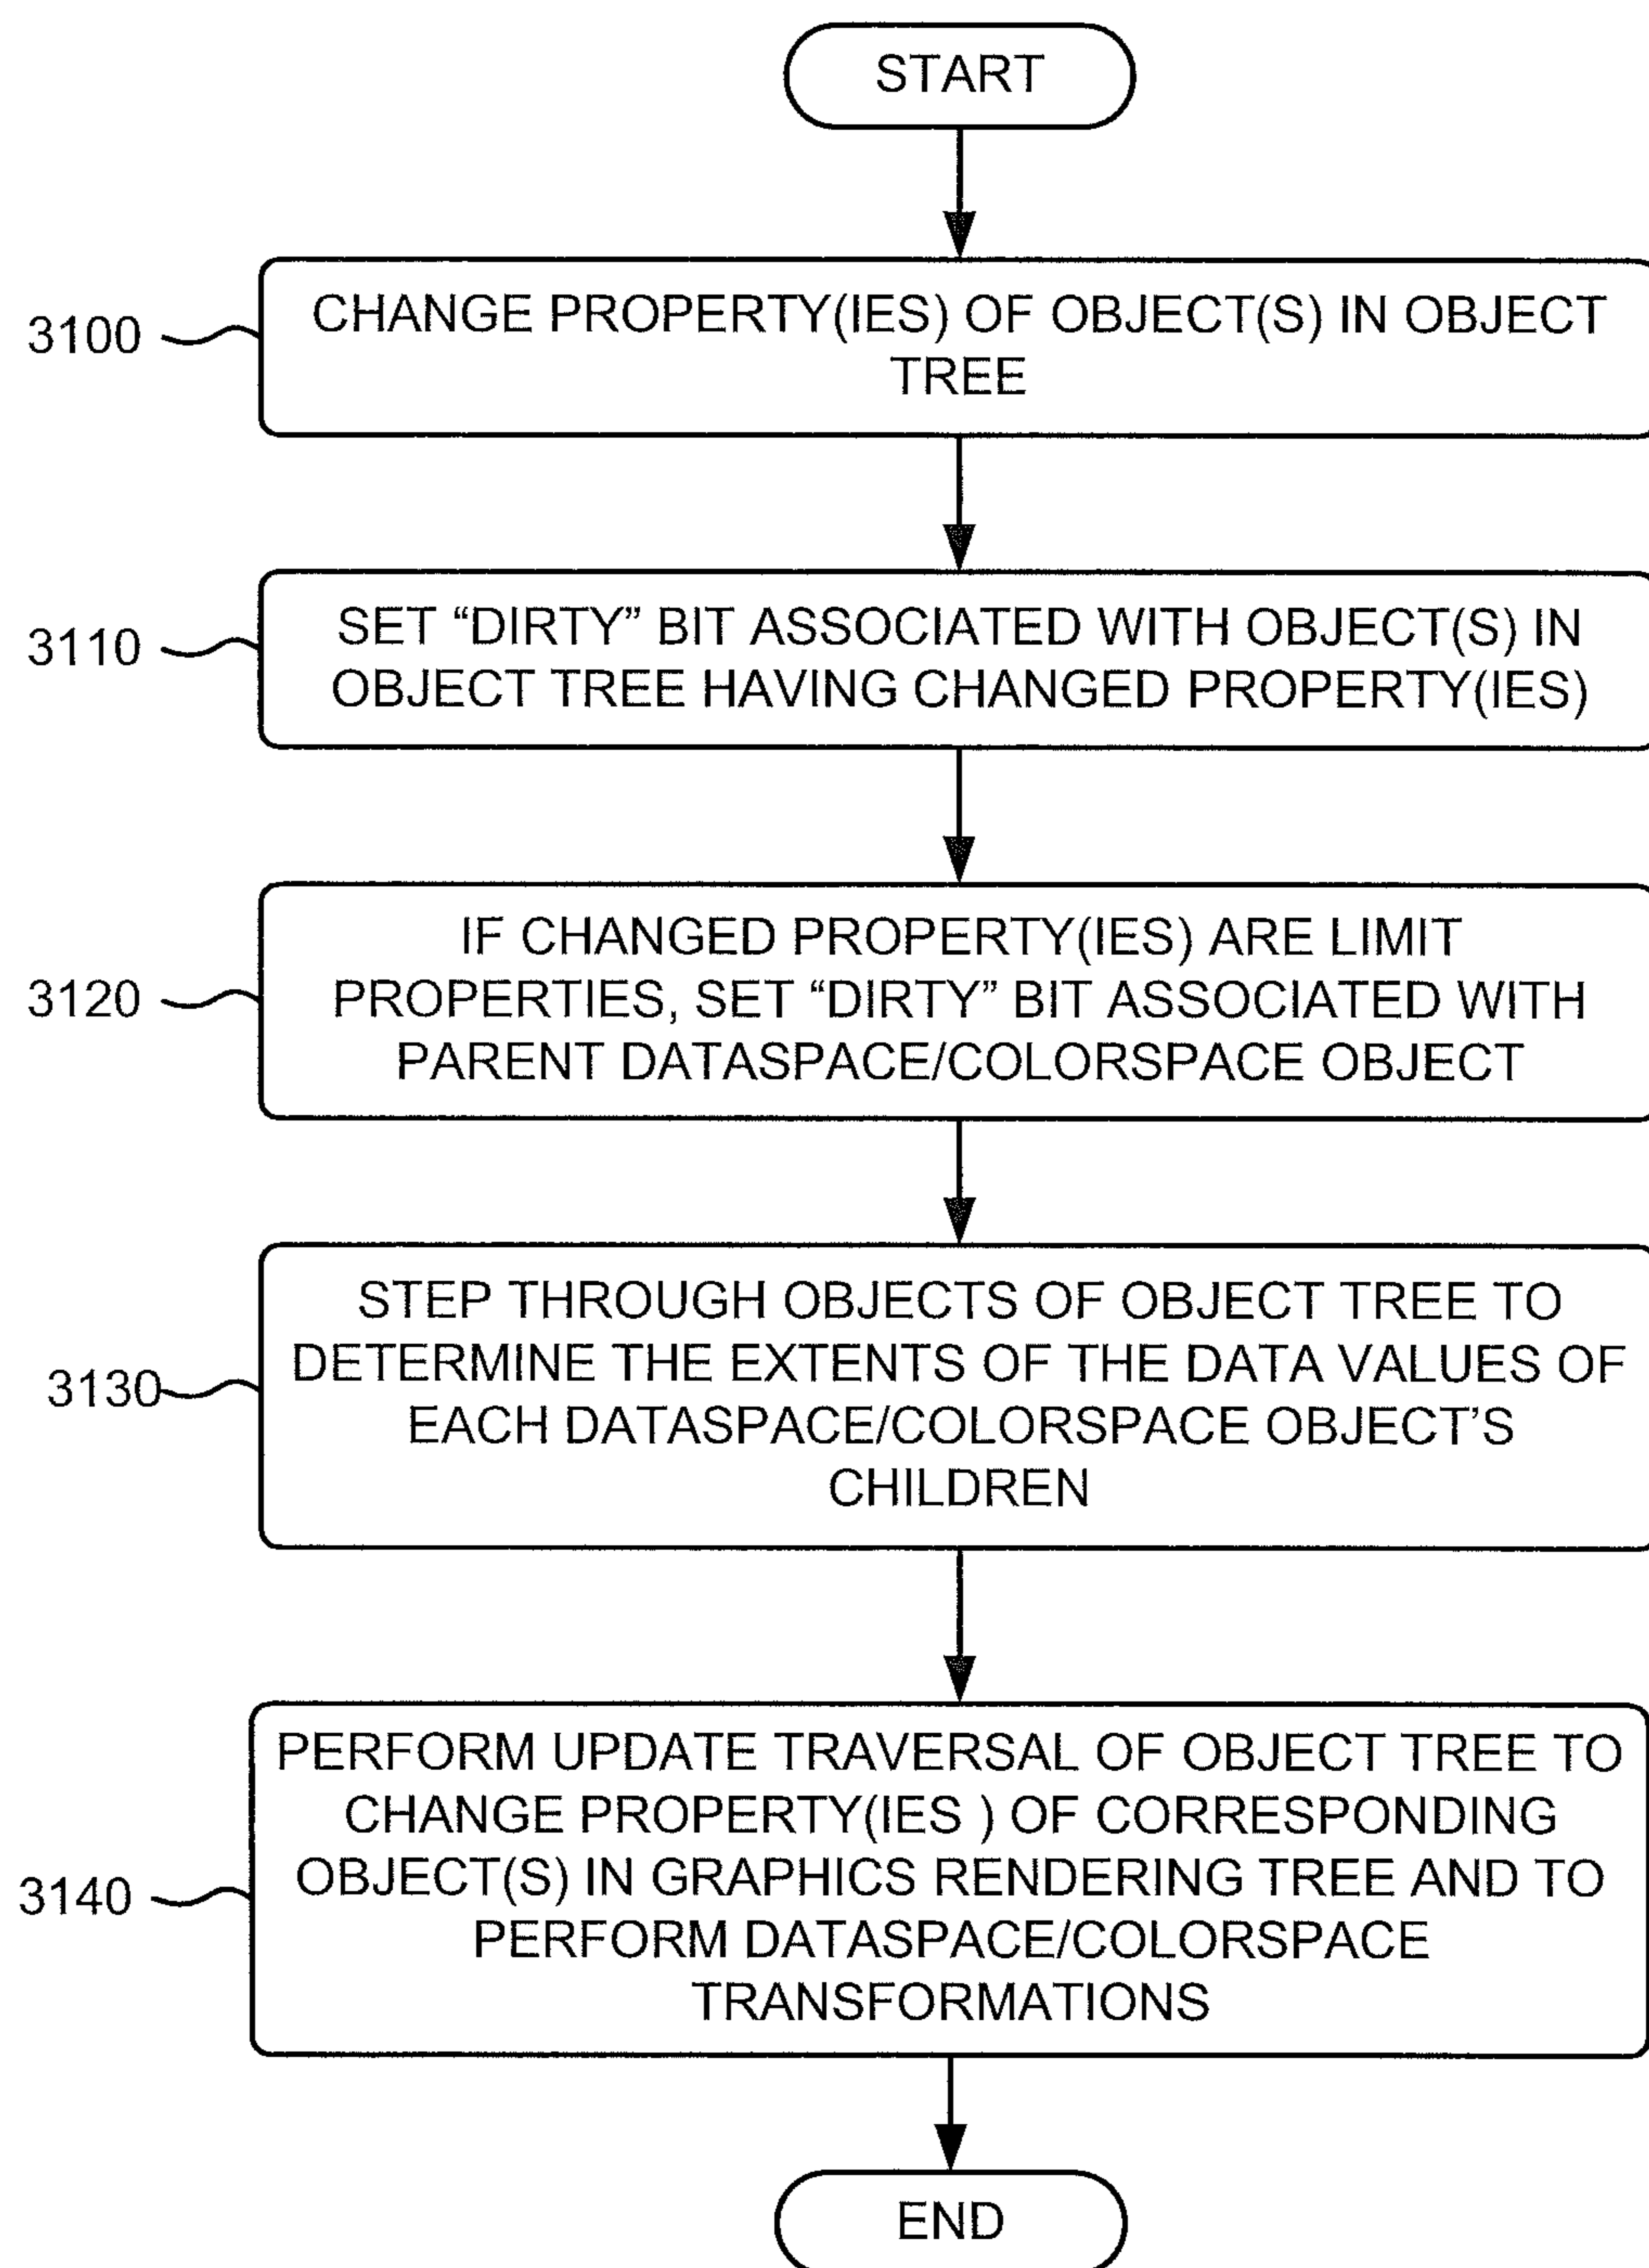 START
3100
CHANGE PROPERTY(IES) OF OBJECT(S) IN OBJECT
TREE
3110
SET “DIRTY” BIT ASSOCIATED WITH OBJECT(S) IN
OBJECT TREE HAVING CHANGED PROPERTY(IES)
3120
IF CHANGED PROPERTY(IES) ARE LIMIT
PROPERTIES, SET “DIRTY” BIT ASSOCIATED WITH
PARENT DATASPACE/COLORSPACE OBJECT
3130
STEP THROUGH OBJECTS OF OBJECT TREE TO
DETERMINE THE EXTENTS OF THE DATA VALUES OF
EACH DATASPACE/COLORSPACE OBJECT’S
CHILDREN
3140
PERFORM UPDATE TRAVERSAL OF OBJECT TREE TO
CHANGE PROPERTY(IES ) OF CORRESPONDING
OBJECT(S) IN GRAPHICS RENDERING TREE AND TO
PERFORM DATASPACE/COLORSPACE
TRANSFORMATIONS
END